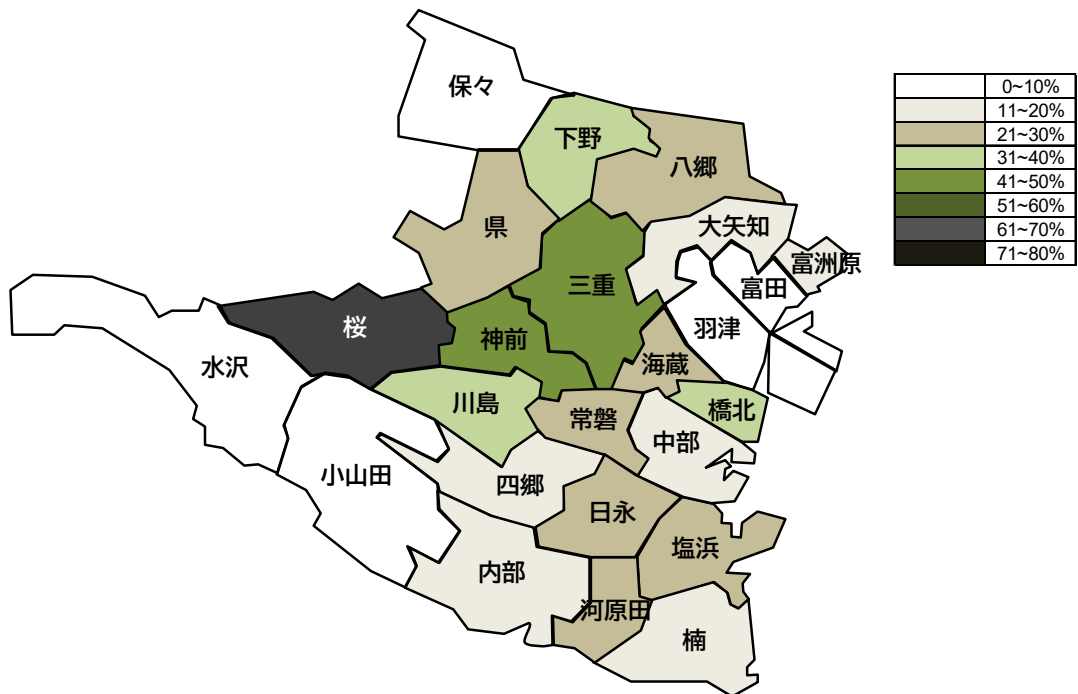 保々
下野
八郷
県
大矢知
富洲原
富田
三重
羽津
桜
神前
水沢
海蔵
川島
橋北
常磐
中部
小山田
四郷
日永
塩浜
内部
河原田
楠
0~10%
11~20%
21~30%
31~40%
41~50%
51~60%
61~70%
71~80%